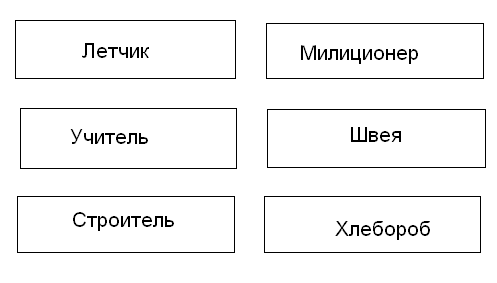 Летчик
Милиционер
Учитель
Швея
Строитель
Хлебороб